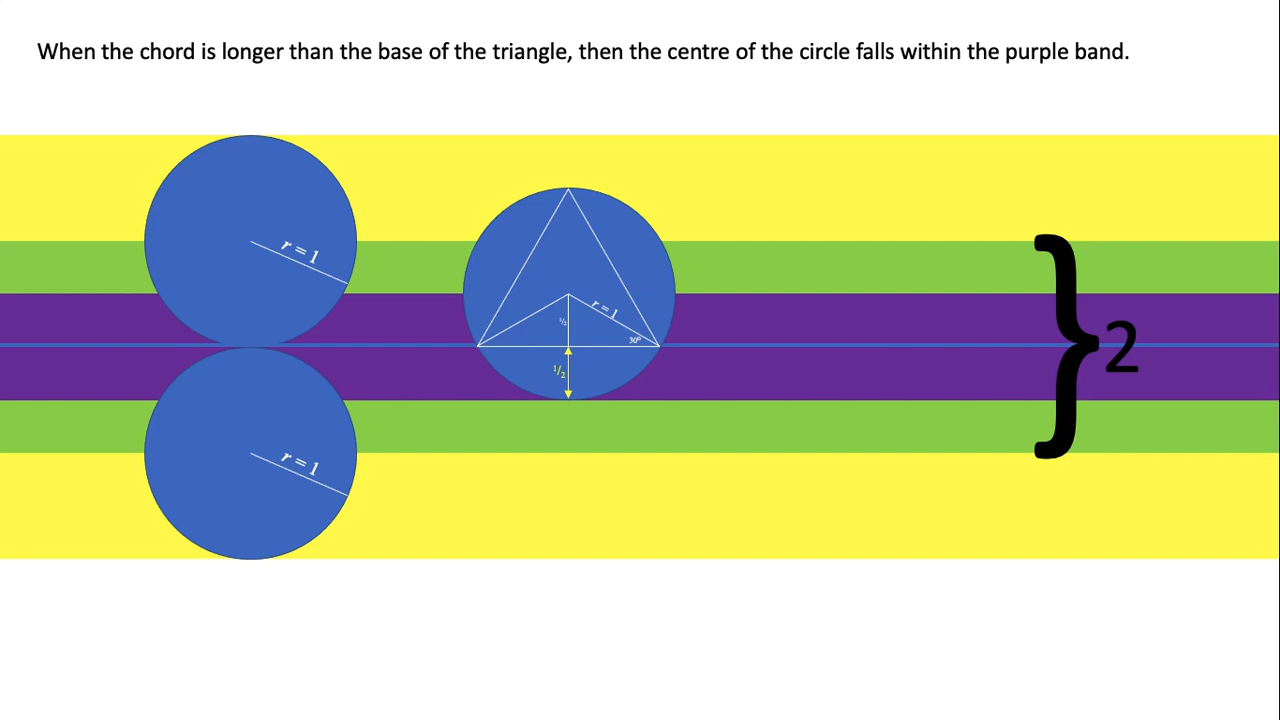 When the chord is longer than the base of the triangle, then the centre of the circle falls within the purple band.
r = 1
r = 1
½
30°
1/2
} 2
r = 1